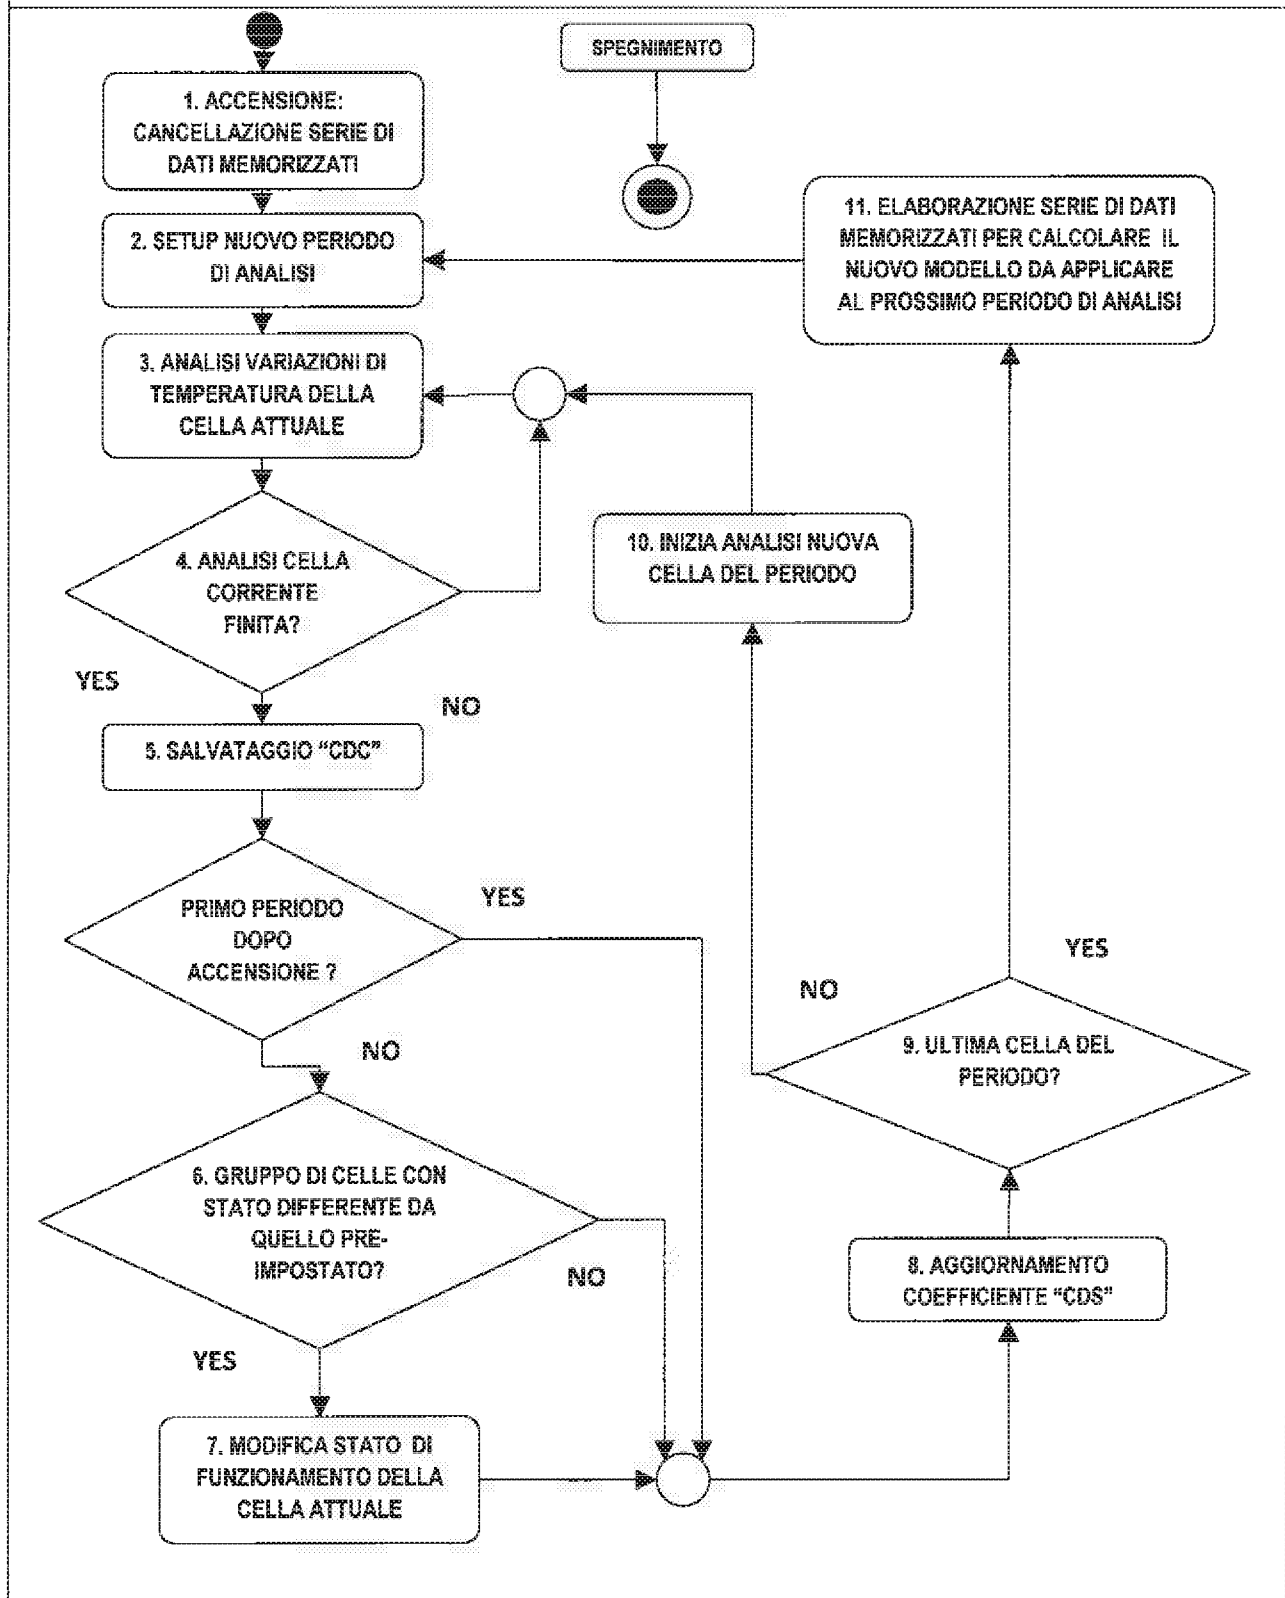 SPEGNIMENTO
1. ACCENSIONE:
CANCELLAZIONE SERIE DI
DATI MEMORIZZATI
2. SETUP NUOVO PERIODO
DI ANALISI
11. ELABORAZIONE SERIE DI DATI
MEMORIZZATI PER CALCOLARE IL
NUOVO MODELLO DA APPLICARE
AL PROSSIMO PERIODO DI ANALISI
3. ANALISI VARIAZIONI DI
TEMPERATURA DELLA
CELLA ATTUALE
10. INIZIA ANALISI NUOVA
CELLA DEL PERIODO
4. ANALISI CELLA
CORRENTE
FINITA?
YES
NO
5. SALVATAGGIO “CDC”
PRIMO PERIODO
DOPO
ACCENSIONE ?
YES
NO
YES
NO
9. ULTIMA CELLA DEL
PERIODO?
6. GRUPPO DI CELLE CON
STATO DIFFERENTE DA
QUELLO PRE-
IMPOSTATO?
NO
YES
8. AGGIORNAMENTO
COEFFICIENTE “CDS”
7. MODIFICA STATO DI
FUNZIONAMENTO DELLA
CELLA ATTUALE